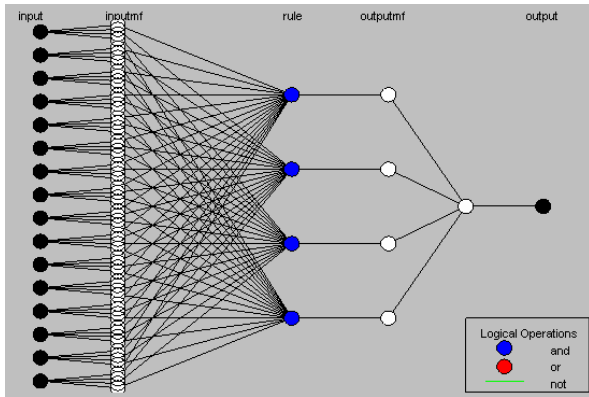 input inputmf rule outputmf output
Logical Operations
and
or
not